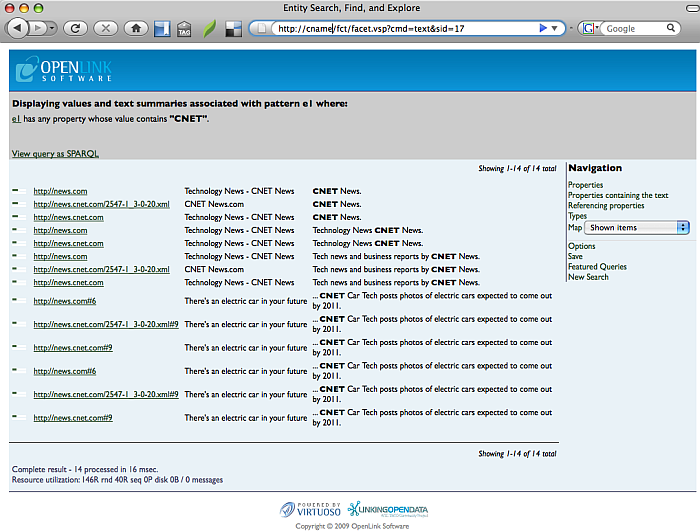 Entity Search, Find, and Explore
http://cname/fct/facet.vsp?cmd=text&sid=17
Google
OPENLINK
SOFTWARE
Displaying values and text summaries associated with pattern e1 where:
e1 has any property whose value contains "CNET".
View query as SPARQL
Showing 1-14 of 14 total
http://news.com Technology News - CNET News CNET News.
http://news.cnet.com/2547-1_3-0-20.xml CNET News.com CNET News.
http://news.cnet.com Technology News - CNET News CNET News.
http://news.com Technology News - CNET News Technology News CNET News.
http://news.cnet.com Technology News - CNET News Technology News CNET News.
http://news.com Technology News - CNET News Tech news and business reports by CNET News.
http://news.cnet.com/2547-1_3-0-20.xml CNET News.com Tech news and business reports by CNET News.
http://news.cnet.com Technology News - CNET News Tech news and business reports by CNET News.
http://news.com#6 There's an electric car in your future ... CNET Car Tech posts photos of electric cars expected to come out
by 2011.
http://news.cnet.com/2547-1_3-0-20.xml#9 There's an electric car in your future ... CNET Car Tech posts photos of electric cars expected to come out
by 2011.
http://news.cnet.com#9 There's an electric car in your future ... CNET Car Tech posts photos of electric cars expected to come out
by 2011.
http://news.com#6 There's an electric car in your future ... CNET Car Tech posts photos of electric cars expected to come out
by 2011.
http://news.cnet.com/2547-1_3-0-20.xml#9 There's an electric car in your future ... CNET Car Tech posts photos of electric cars expected to come out
by 2011.
http://news.cnet.com#9 There's an electric car in your future ... CNET Car Tech posts photos of electric cars expected to come out
by 2011.
Showing 1-14 of 14 total
Navigation
Properties
Properties containing the text
Referencing properties
Types
Map Shown items
Options
Save
Featured Queries
New Search
Complete result - 14 processed in 16 msec.
Resource utilization: 146R rnd 40R seq 0P disk 0B / 0 messages
POWERED BY
VIRTUOSO
LINKINGOPENDATA
Copyright © 2009 OpenLink Software